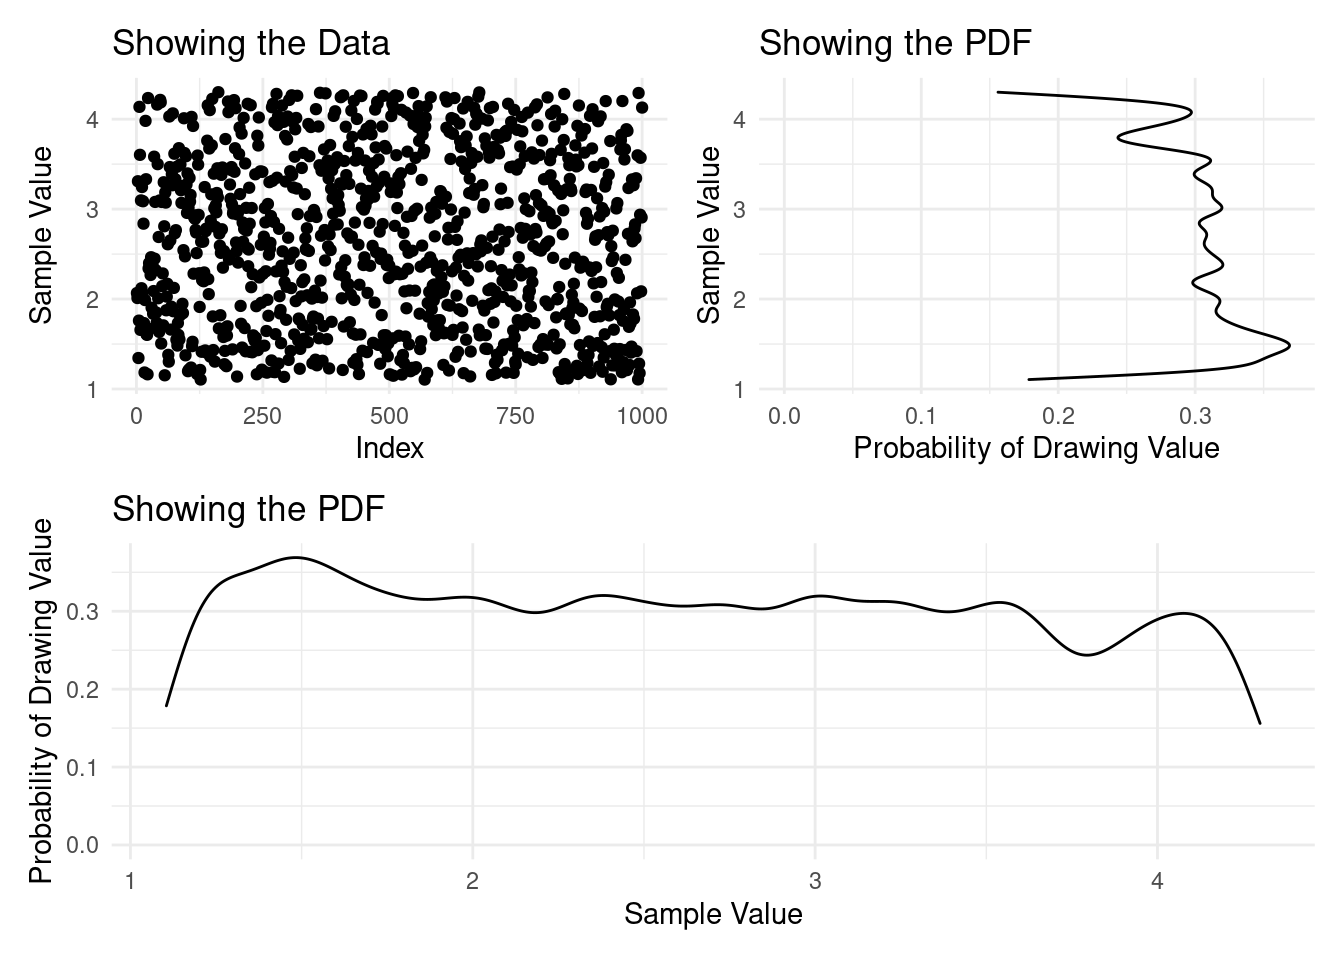 Showing the Data
Sample Value
4
3
2
1
0
250
500
750
1000
Index
Showing the PDF
Sample Value
4
3
2
1
0.0
0.1
0.2
0.3
Probability of Drawing Value
Showing the PDF
Probability of Drawing Value
0.3
0.2
0.1
0.0
1
2
3
4
Sample Value